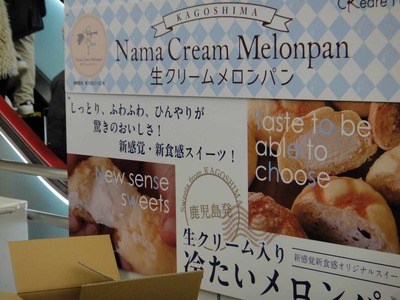 KAGOSHIMA
Nama Cream Melonpan
生クリームメロンパン
しっとり、ふわふわ、ひんやりが
驚きのおいしさ！
新感覚・新食感スイーツ！
Taste to be
able to
choose
New sense
sweets
Sweets from KAGOSHIMA
鹿児島発
生クリーム入り
新感覚新食感オリジナルスイー
冷たいメロンパン